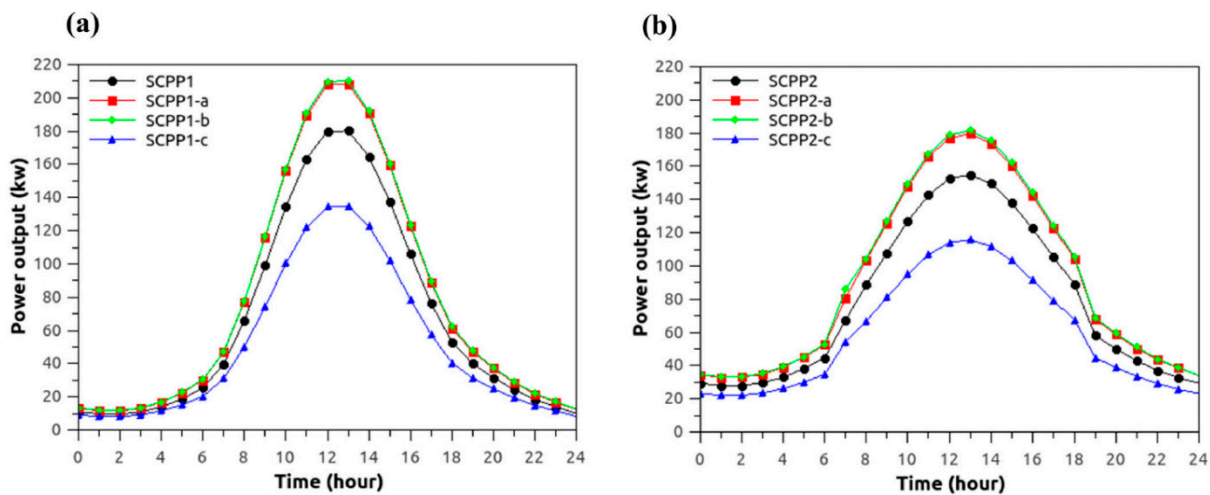 (a)
220
200
180
160
140
120
100
80
60
40
20
0
Power output (kw)
SCPP1
SCPP1-a
SCPP1-b
SCPP1-c
0 2 4 6 8 10 12 14 16 18 20 22 24
Time (hour)
(b)
220
200
180
160
140
120
100
80
60
40
20
0
Power output (kw)
SCPP2
SCPP2-a
SCPP2-b
SCPP2-c
0 2 4 6 8 10 12 14 16 18 20 22 24
Time (hour)